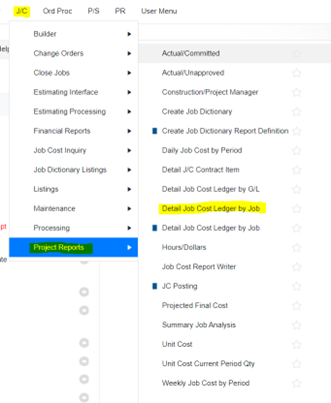 J/C Ord Proc P/S PR User Menu
Builder
Change Orders
Close Jobs
Estimating Interface
Estimating Processing
Financial Reports
Job Cost Inquiry
Job Dictionary Listings
Listings
Maintenance
Processing
Project Reports
Actual/Committed
Actual/Unapproved
Construction/Project Manager
Create Job Dictionary
Create Job Dictionary Report Definition
Daily Job Cost by Period
Detail J/C Contract Item
Detail Job Cost Ledger by G/L
Detail Job Cost Ledger by Job
Detail Job Cost Ledger by Job
Hours/Dollars
Job Cost Report Writer
JC Posting
Projected Final Cost
Summary Job Analysis
Unit Cost
Unit Cost Current Period Qty
Weekly Job Cost by Period